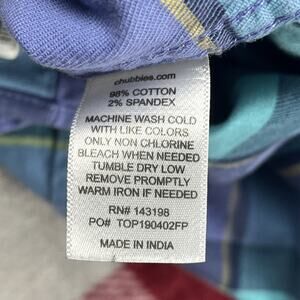 chubbies.com
98% COTTON
2% SPANDEX
MACHINE WASH COLD
WITH LIKE COLORS
ONLY NON CHLORINE
BLEACH WHEN NEEDED
TUMBLE DRY LOW
REMOVE PROMPTLY
WARM IRON IF NEEDED
RN# 143198
PO# TOP190402FP
MADE IN INDIA